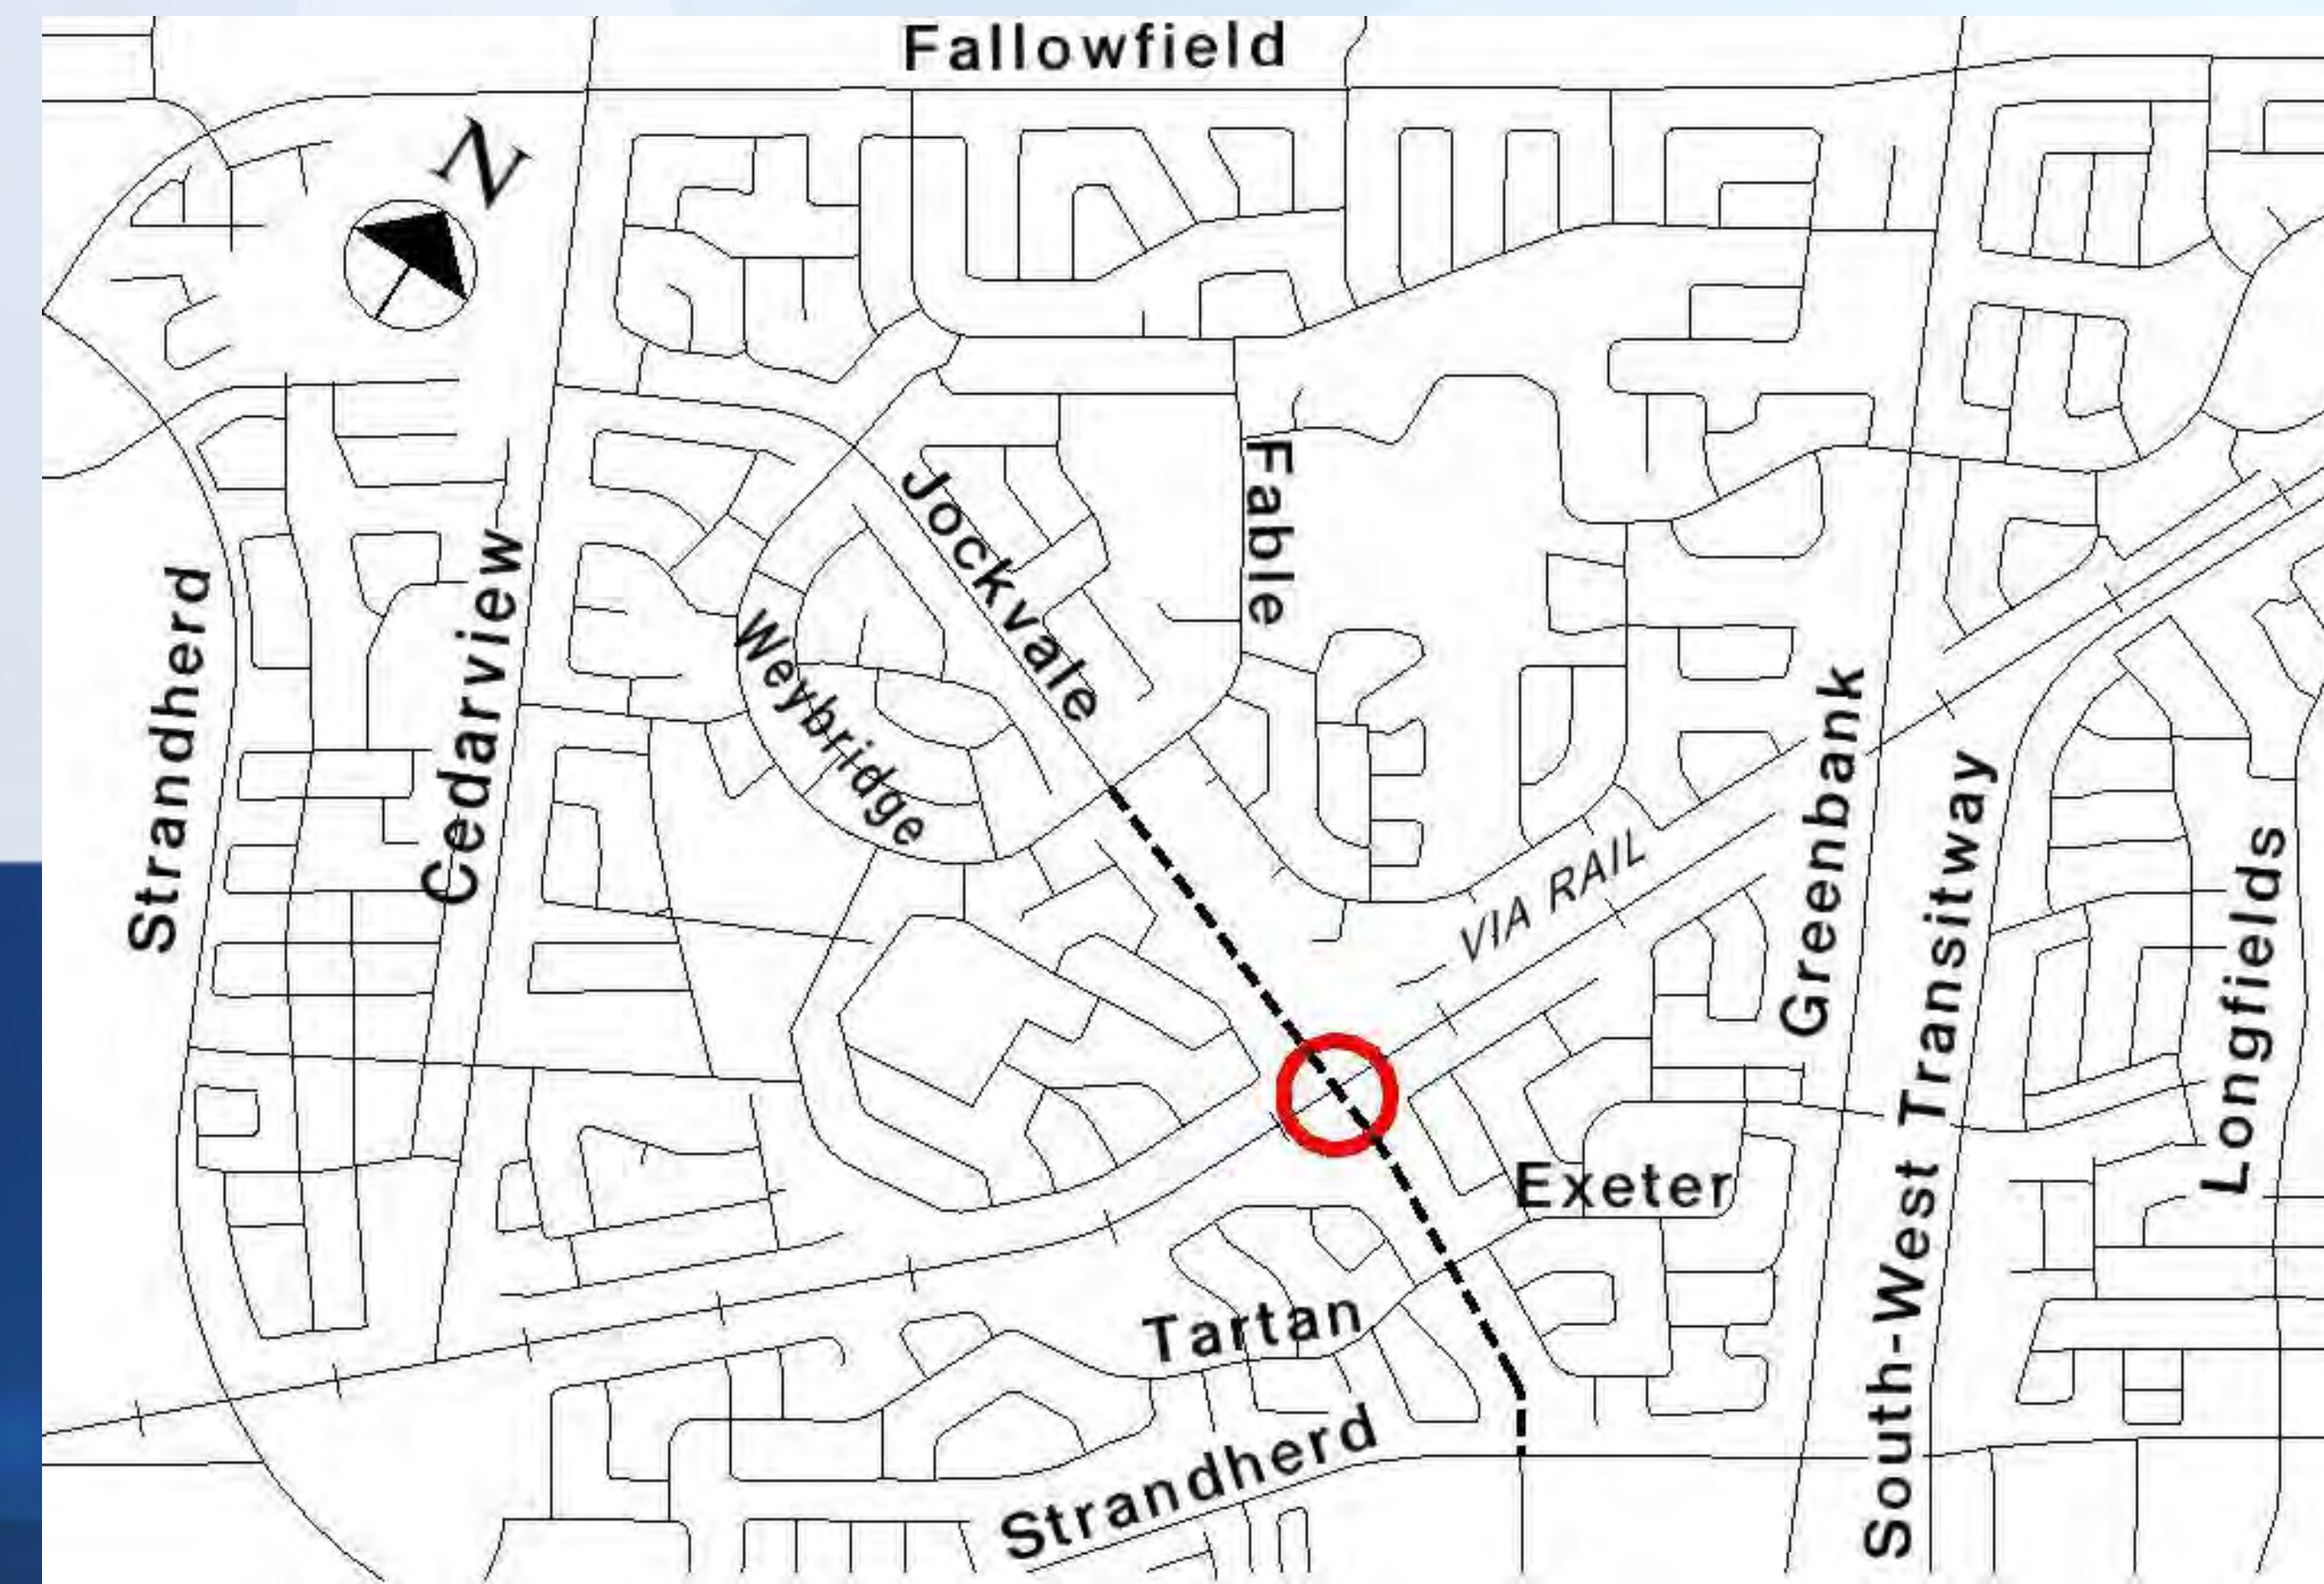 Fallowfield
N
Jockvale
Fable
Strandherd
Cedarview
Weybridge
VIA RAIL
Greenbank
South-West Transitway
Longfields
Exeter
Tartan
Strandherd